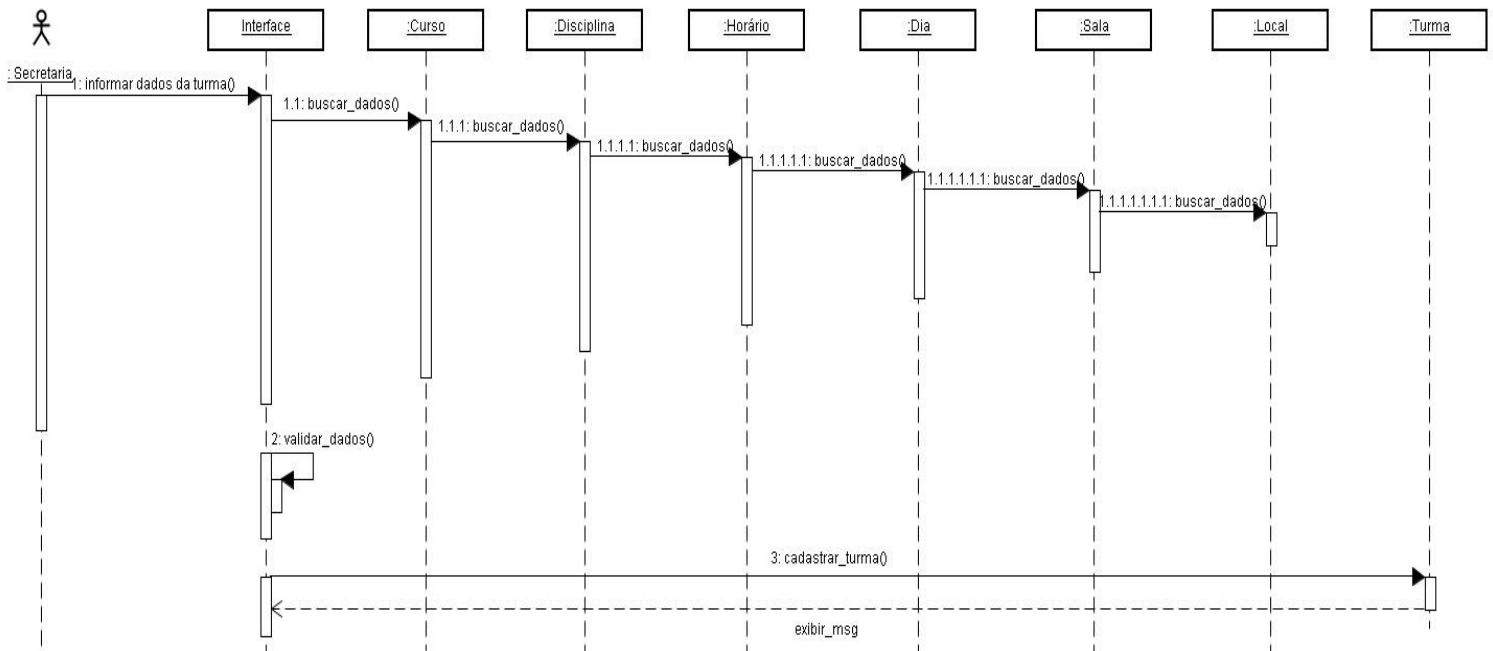 Interface
:Curso
:Disciplina
:Horário
:Dia
:Sala
:Local
:Turma
: Secretaria
1: informar dados da turma()
1.1: buscar_dados()
1.1.1: buscar_dados()
1.1.1.1: buscar_dados()
1.1.1.1.1: buscar_dados()
1.1.1.1.1.1: buscar_dados()
1.1.1.1.1.1.1: buscar_dados()
2: validar_dados()
3: cadastrar_turma()
exibir_msg